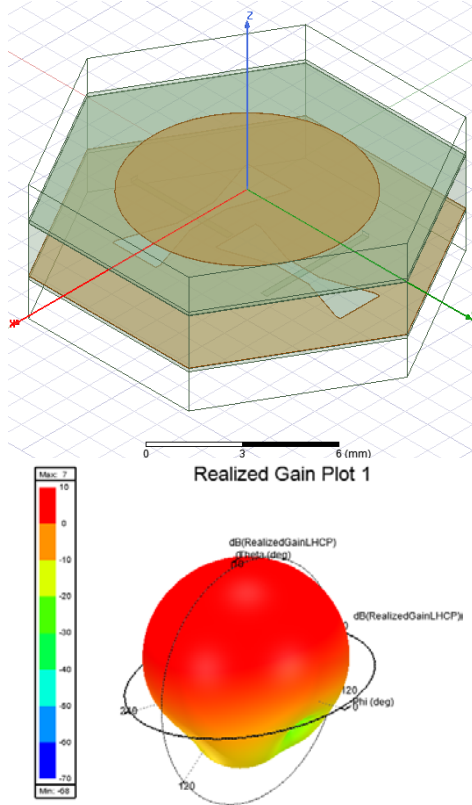 Z
X
0
3
6 (mm)
Realized Gain Plot 1
Max: 7
10
0
-10
-20
-30
-40
-50
-60
-70
Min: -68
dB(RealizedGainLHCP)
Theta (deg)
dB(RealizedGainLHCP)
120
Phi (deg)
120